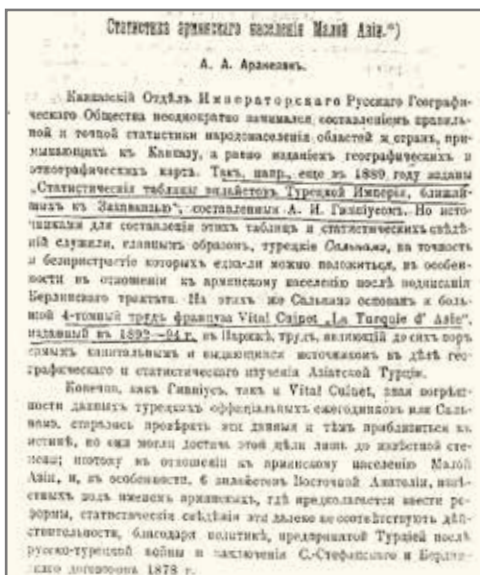 Статистика армянскаго населенія Малой Азіи.*)
А. А. Аракелянъ.
Кавказскій Отдѣлъ Императорскаго Русскаго Географи-
ческаго Общества неоднократно занимался составленіемъ правиль-
ной и точной статистики народонаселенія областей и странъ, при-
мыкающихъ къ Кавказу, а равно изданіемъ географическихъ и
этнографическихъ картъ. Такъ, напр., еще въ 1889 году изданы
„Статистическія таблицы вилайетовъ Турецкой Имперіи, ближай-
шихъ къ Закавказью“, составленныя А. И. Гиппіусомъ. Но источ-
никами для составленія этихъ таблицъ и статистическихъ свѣдѣ-
ній служили, главнымъ образомъ, турецкіе Сальнамэ, на точность
и безпристрастіе которыхъ едва-ли можно положиться, въ особен-
ности въ отношеніи къ армянскому населенію послѣ подписанія
Берлинскаго трактата. На этихъ же Сальнамэ основанъ и боль-
шой 4-томный трудъ француза Vital Cuinet „La Turquie d' Asie“,
изданный въ 1892—94 г. въ Парижѣ, трудъ, являющій до сихъ поръ
самымъ капитальнымъ и выдающимся источникомъ въ дѣлѣ гео-
графическаго и статистическаго изученія Азіатской Турціи.
Конечно, какъ Гиппіусъ, такъ и Vital Cuinet, зная погрѣш-
ности данныхъ турецкихъ оффиціальныхъ ежегодниковъ или Саль-
намэ, старались провѣрить эти данныя и тѣмъ приблизиться къ
истинѣ, но они могли достичь этой цѣли лишь до извѣстной сте-
пени; поэтому въ отношеніи къ армянскому населенію Малой
Азіи, и, въ особенности, 6 вилайетовъ Восточной Анатоліи, извѣ-
стныхъ подъ именемъ армянскихъ, гдѣ предполагается ввести ре-
формы, статистическія свѣдѣнія эти далеко не соотвѣтствуютъ дѣй-
ствительности, благодаря политикѣ, предпринятой Турціей послѣ
русско-турецкой войны и заключенія С.-Стефанскаго и Берлин-
скаго договоровъ 1878 г.